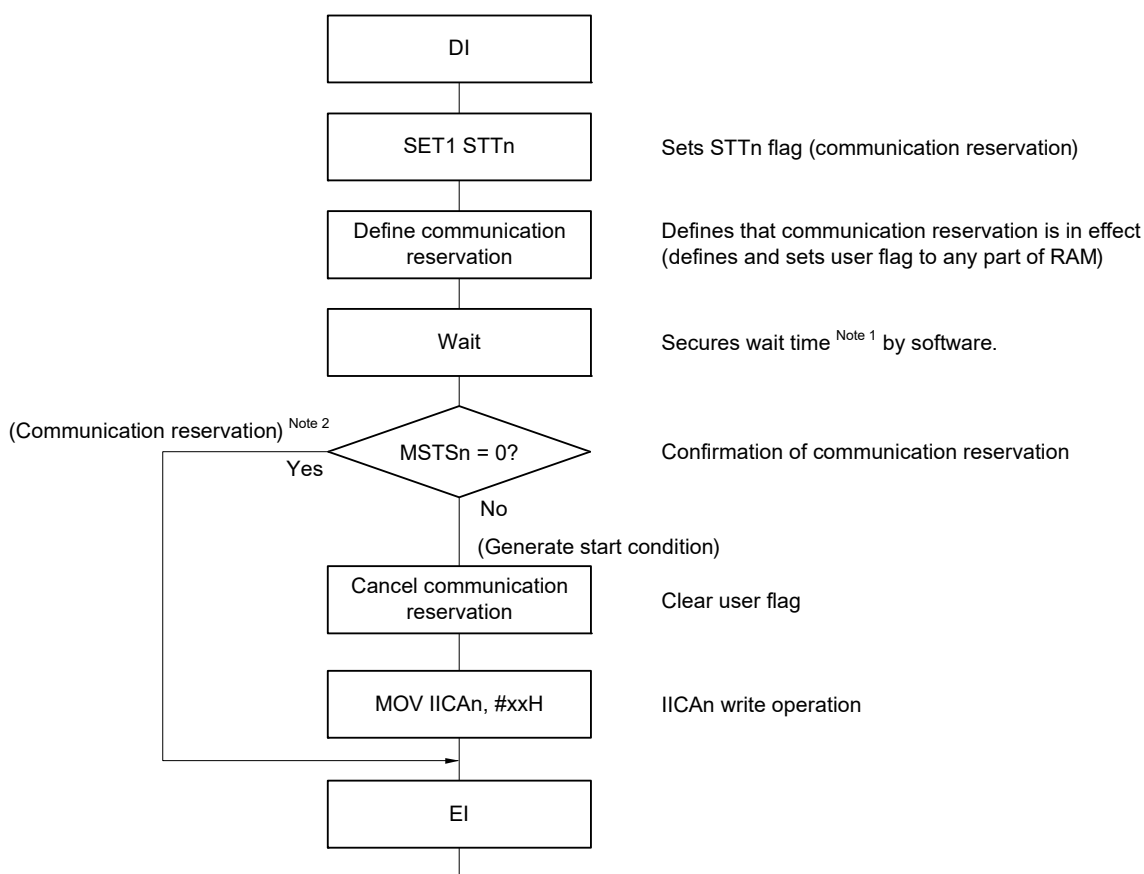 DI
SET1 STTn
Sets STTn flag (communication reservation)
Define communication
reservation
Defines that communication reservation is in effect
(defines and sets user flag to any part of RAM)
Wait
Secures wait time Note 1 by software.
(Communication reservation) Note 2
MSTSn = 0?
Confirmation of communication reservation
Yes
No
(Generate start condition)
Cancel communication
reservation
Clear user flag
MOV IICAn, #xxH
IICAn write operation
EI